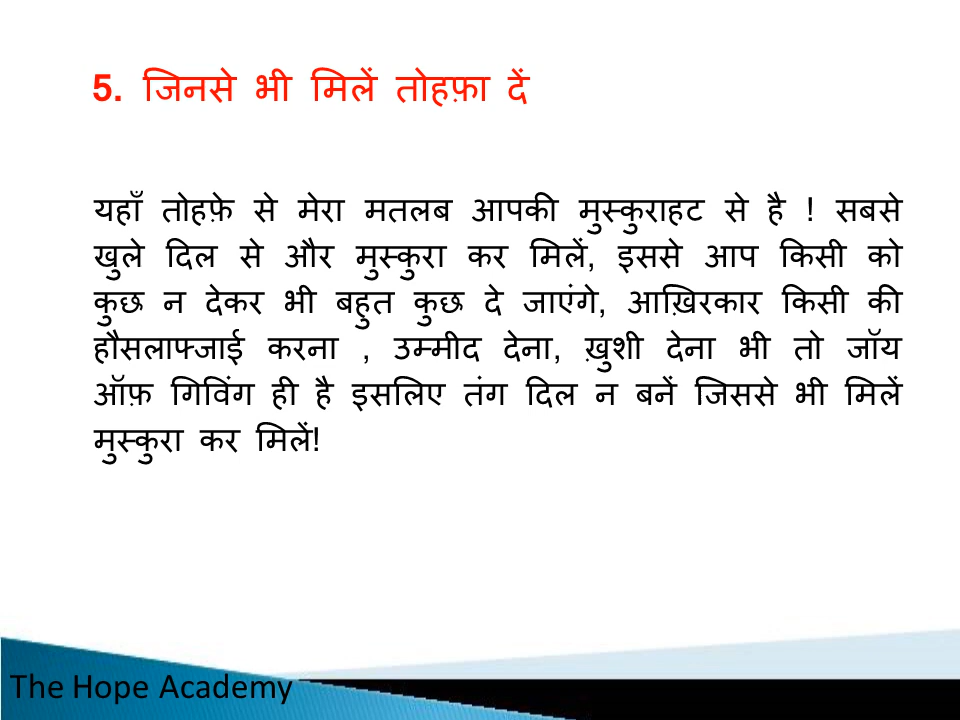 5. जिनसे भी मिलें तोहफ़ा दें
यहाँ तोहफ़े से मेरा मतलब आपकी मुस्कुराहट से है ! सबसे
खुले दिल से और मुस्कुरा कर मिलें, इससे आप किसी को
कुछ न देकर भी बहुत कुछ दे जाएंगे, आख़िरकार किसी की
हौसलाफ्जाई करना , उम्मीद देना, ख़ुशी देना भी तो जॉय
ऑफ़ गिविंग ही है इसलिए तंग दिल न बनें जिससे भी मिलें
मुस्कुरा कर मिलें!
The Hope Academy